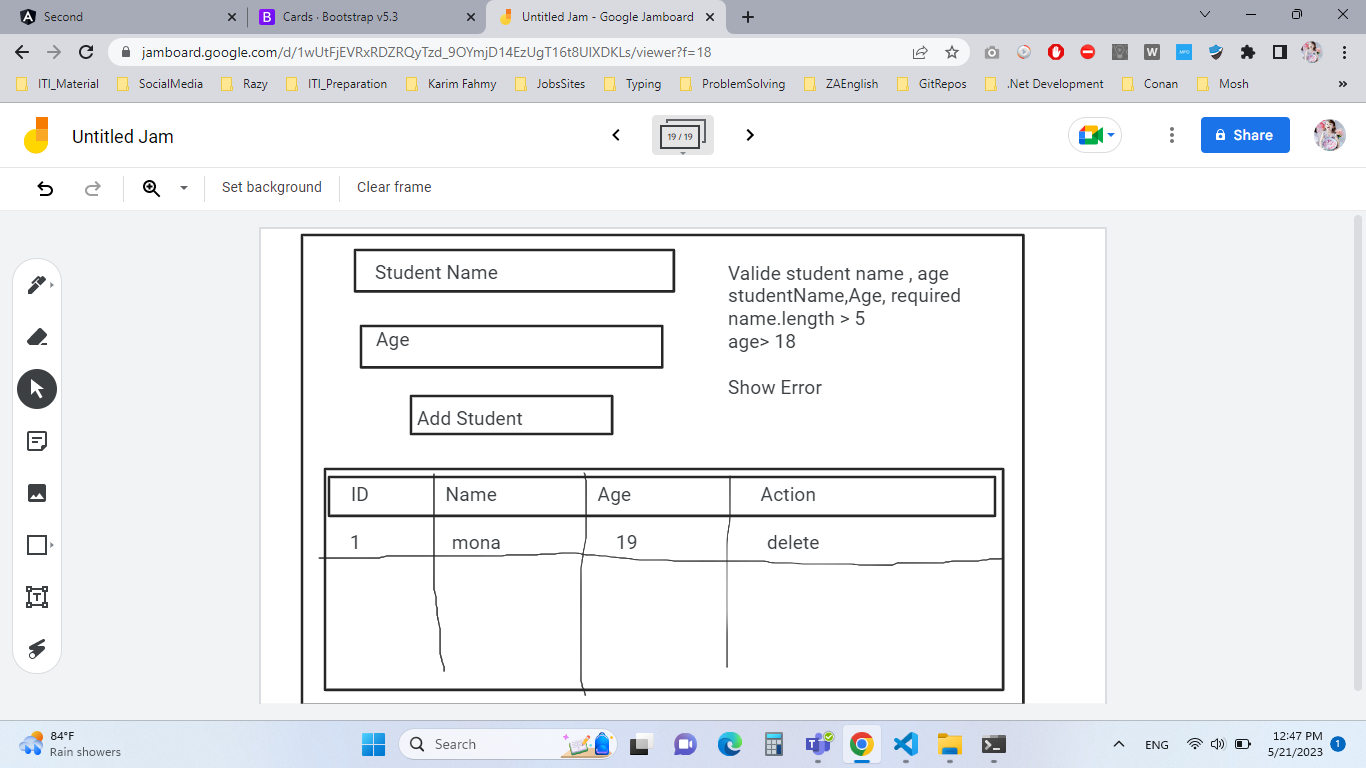 Second
Cards · Bootstrap v5.3
Untitled Jam - Google Jamboard
jamboard.google.com/d/1wUtFjEVRxRDZRQyTzd_9OYmjD14EzUgT16t8UIXDKLs/viewer?f=18
ITI_Material
SocialMedia
Razy
ITI_Preparation
Karim Fahmy
JobsSites
Typing
ProblemSolving
ZAEnglish
GitRepos
.Net Development
Conan
Mosh
Untitled Jam
19 / 19
Share
Set background
Clear frame
Student Name
Age
Add Student
Valide student name , age
studentName,Age, required
name.length > 5
age> 18
Show Error
ID Name Age Action
1 mona 19 delete
84°F
Rain showers
Search
ENG
12:47 PM
5/21/2023
1